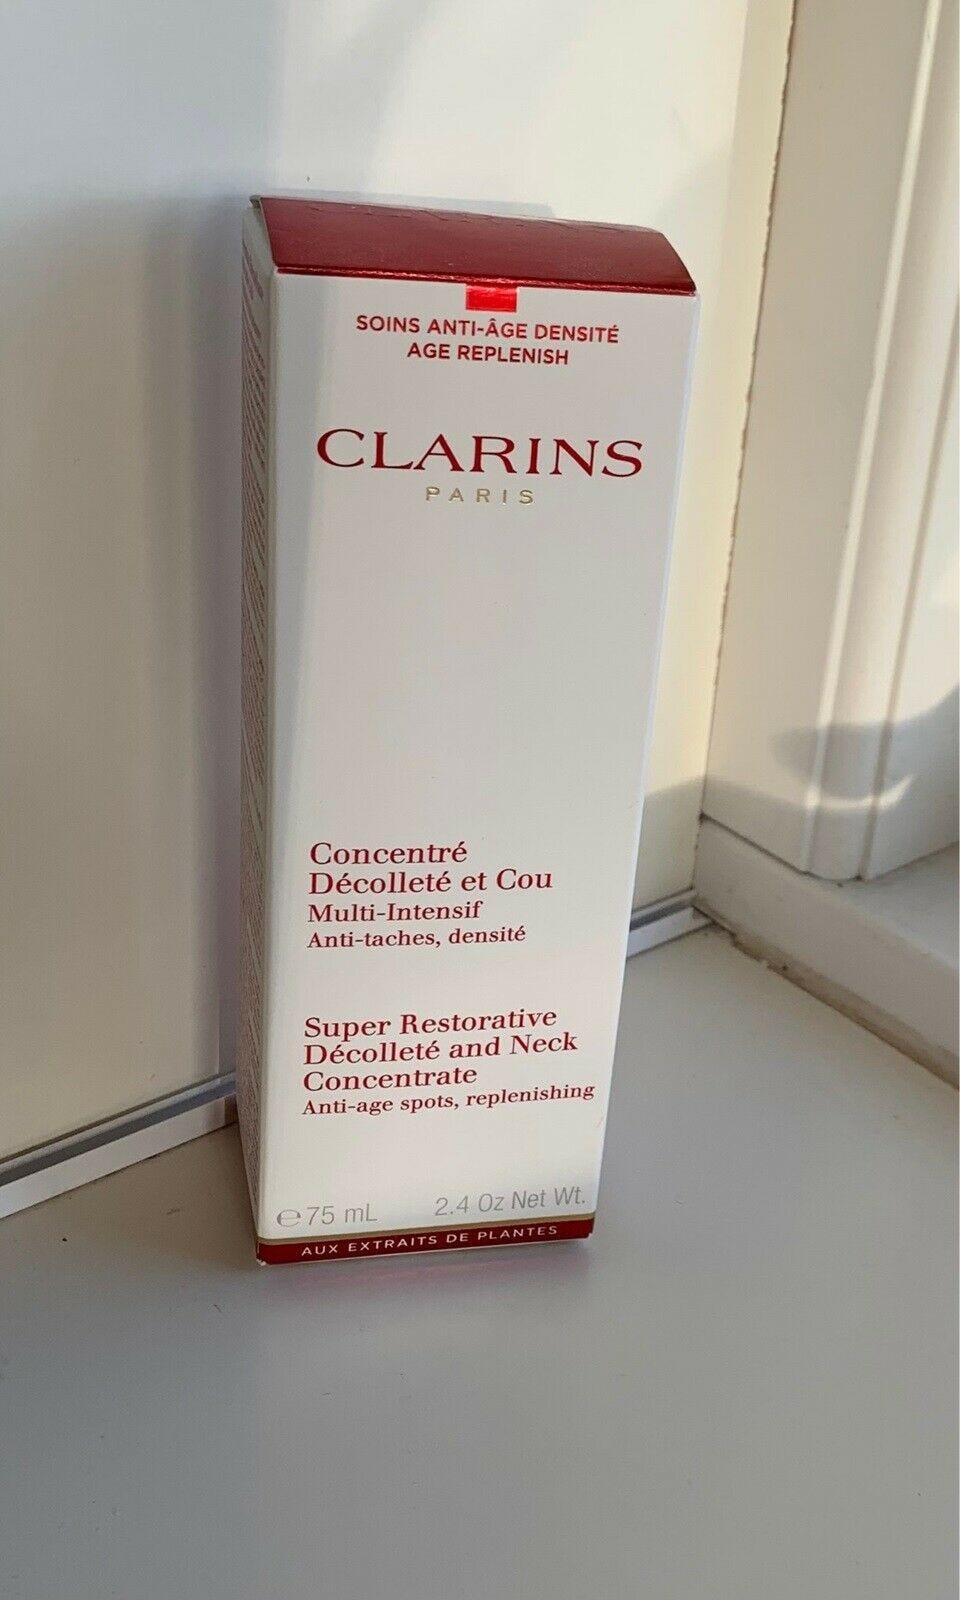 SOINS ANTI-ÂGE DENSITÉ
AGE REPLENISH
CLARINS
PARIS
Concentré
Décolleté et Cou
Multi-Intensif
Anti-taches, densité
Super Restorative
Décolleté and Neck
Concentrate
Anti-age spots, replenishing
℮75 mL 2.4 Oz Net Wt.
AUX EXTRAITS DE PLANTES